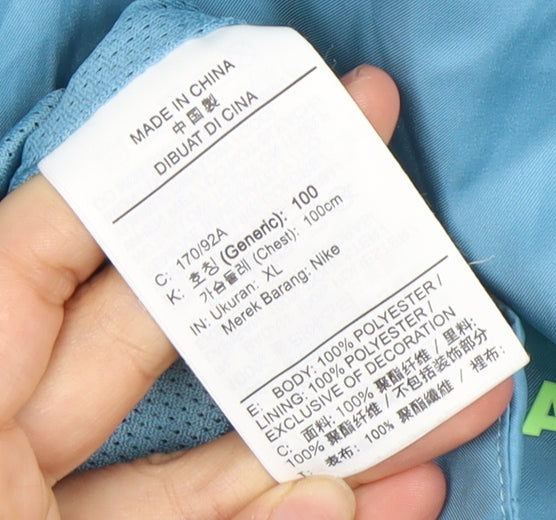 MADE IN CHINA
中国製
DIBUAT DI CINA
C: 170/92A
K: 호칭 (Generic): 100
가슴둘레 (Chest): 100cm
IN: Ukuran: XL
Merek Barang: Nike
E: BODY: 100% POLYESTER /
LINING: 100% POLYESTER /
EXCLUSIVE OF DECORATION
C: 面料: 100% 聚酯纤维 / 里料:
100% 聚酯纤维 / 不包括装饰部分
表布: 100% 聚酯纖維 / 裡布: